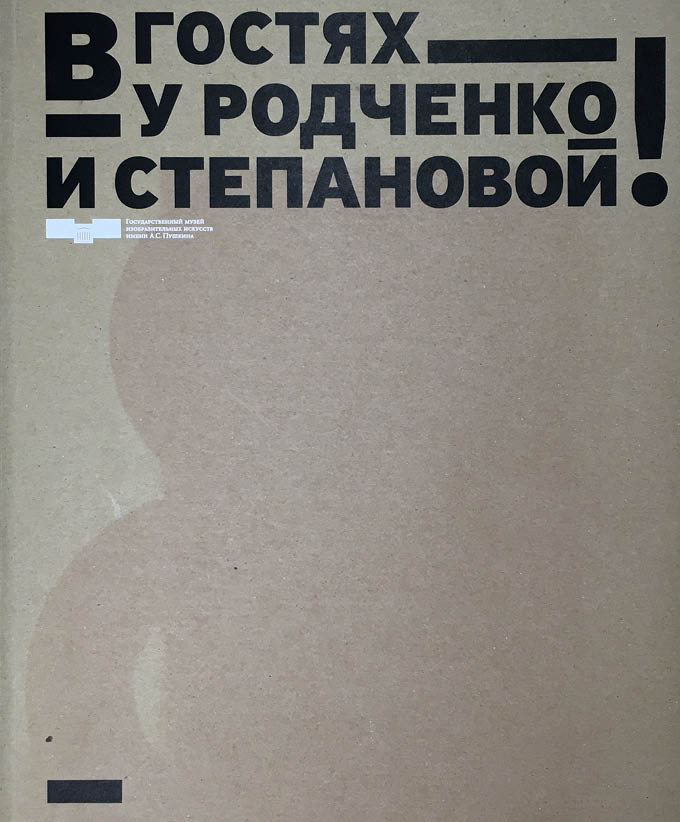 В ГОСТЯХ
У РОДЧЕНКО
И СТЕПАНОВОЙ!
Государственный музей
изобразительных искусств
имени А.С. Пушкина